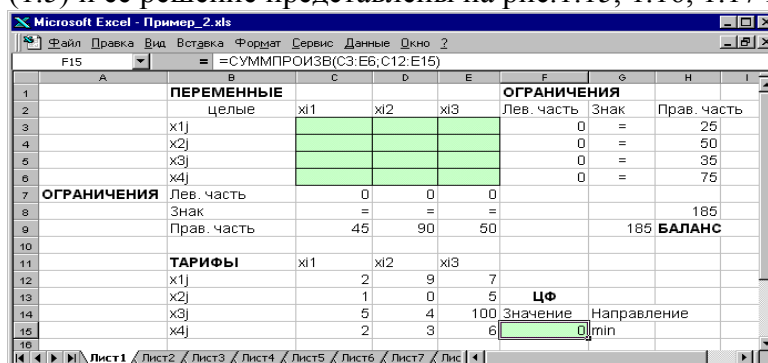 (1.5) и ее решение представлены на рис.1.15, 1.16, 1.17 и
Microsoft Excel - Пример_2.xls
Файл Правка Вид Вставка Формат Сервис Данные Окно ?
F15 = =СУММПРОИЗВ(C3:E6;C12:E15)
A B C D E F G H I
1 ПЕРЕМЕННЫЕ ОГРАНИЧЕНИЯ
2 целые xi1 xi2 xi3 Лев. часть Знак Прав. часть
3 x1j 0 = 25
4 x2j 0 = 50
5 x3j 0 = 35
6 x4j 0 = 75
7 ОГРАНИЧЕНИЯ Лев. часть 0 0 0
8 Знак = = = 185
9 Прав. часть 45 90 50 185 БАЛАНС
10
11 ТАРИФЫ xi1 xi2 xi3
12 x1j 2 9 7
13 x2j 1 0 5 ЦФ
14 x3j 5 4 100 Значение Направление
15 x4j 2 3 6 0 min
16
Лист1 Лист2 Лист3 Лист4 Лист5 Лист6 Лист7 Лис